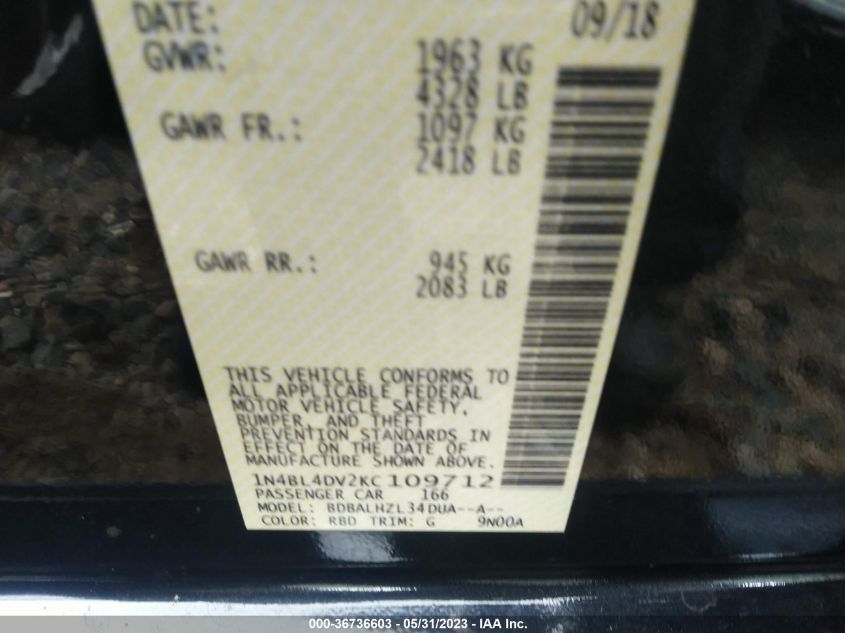 DATE: 09/18
GVWR: 1963 KG
4328 LB
GAWR FR.: 1097 KG
2418 LB
GAWR RR.: 945 KG
2083 LB
THIS VEHICLE CONFORMS TO
ALL APPLICABLE FEDERAL
MOTOR VEHICLE SAFETY,
BUMPER, AND THEFT
PREVENTION STANDARDS IN
EFFECT ON THE DATE OF
MANUFACTURE SHOWN ABOVE.
1N4BL4DV2KC109712
PASSENGER CAR 166
MODEL: BDBALHZL34DUA--A--
COLOR: RBD TRIM: G 9N00A
000-36736603 - 05/31/2023 - IAA Inc.